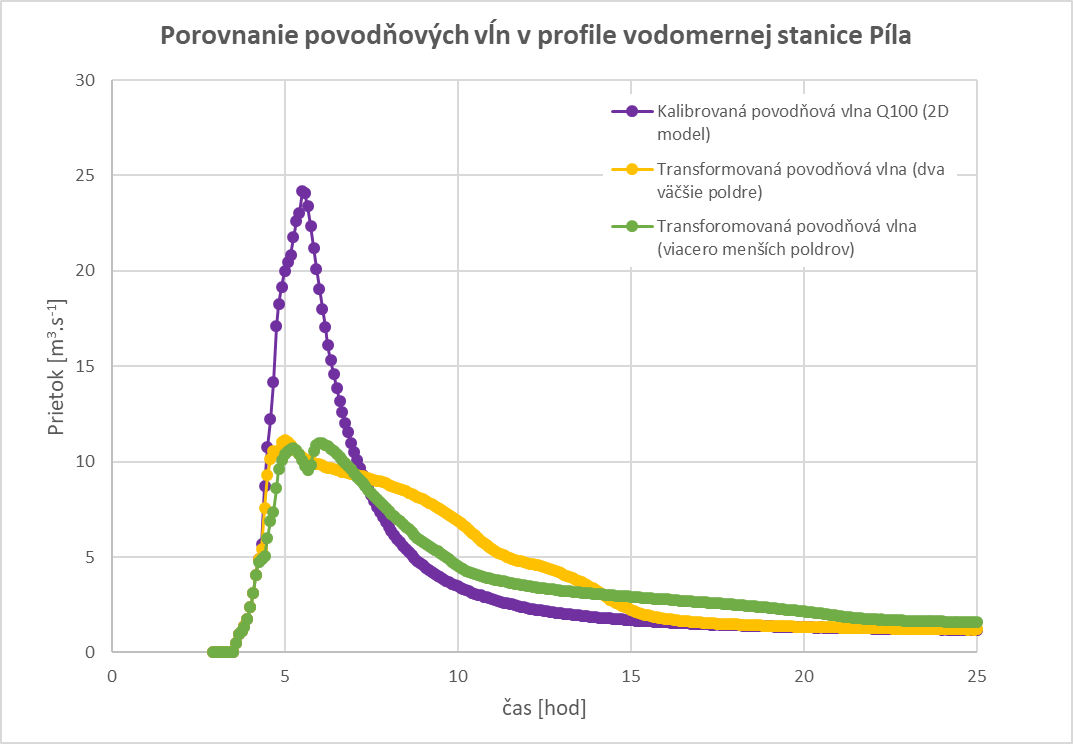 Porovnanie povodňových vĺn v profile vodomernej stanice Píla
30
25
20
15
10
5
0
Prietok [m³.s⁻¹]
Kalibrovaná povodňová vlna Q100 (2D
model)
Transformovaná povodňová vlna (dva
väčšie poldre)
Transforomovaná povodňová vlna
(viacero menších poldrov)
0 5 10 15 20 25
čas [hod]